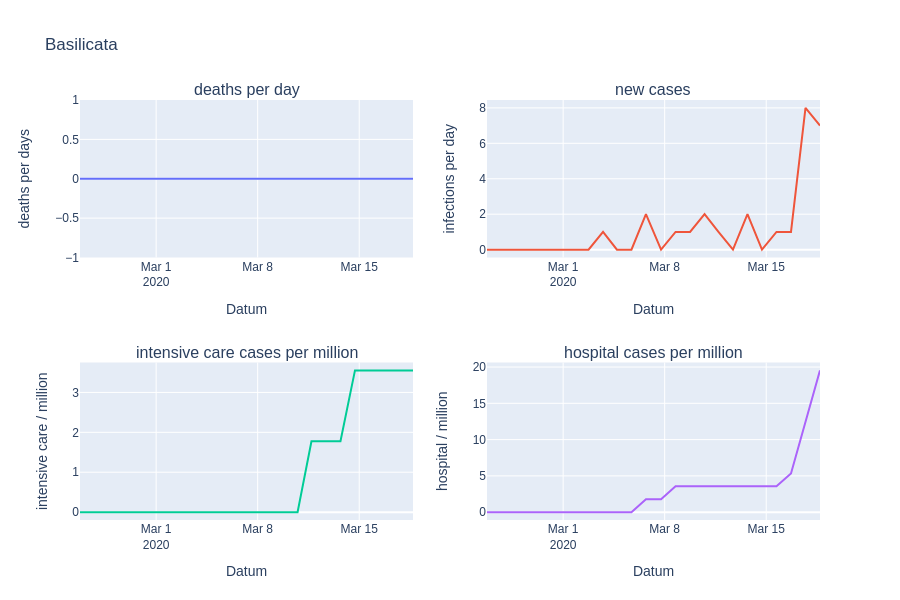 Basilicata
deaths per day
1
0.5
0
−0.5
−1
deaths per days
Mar 1
2020
Mar 8
Mar 15
Datum
new cases
8
6
4
2
0
infections per day
Mar 1
2020
Mar 8
Mar 15
Datum
intensive care cases per million
3
2
1
0
intensive care / million
Mar 1
2020
Mar 8
Mar 15
Datum
hospital cases per million
20
15
10
5
0
hospital / million
Mar 1
2020
Mar 8
Mar 15
Datum